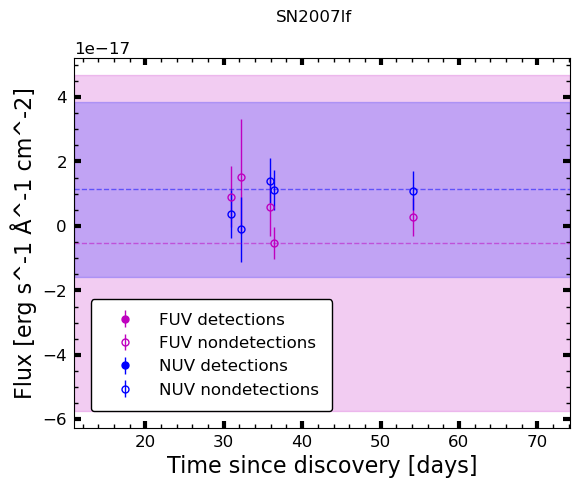 SN2007If
1e−17
Flux [erg s^-1 Å^-1 cm^-2]
4
2
0
−2
−4
−6
FUV detections
FUV nondetections
NUV detections
NUV nondetections
20 30 40 50 60 70
Time since discovery [days]